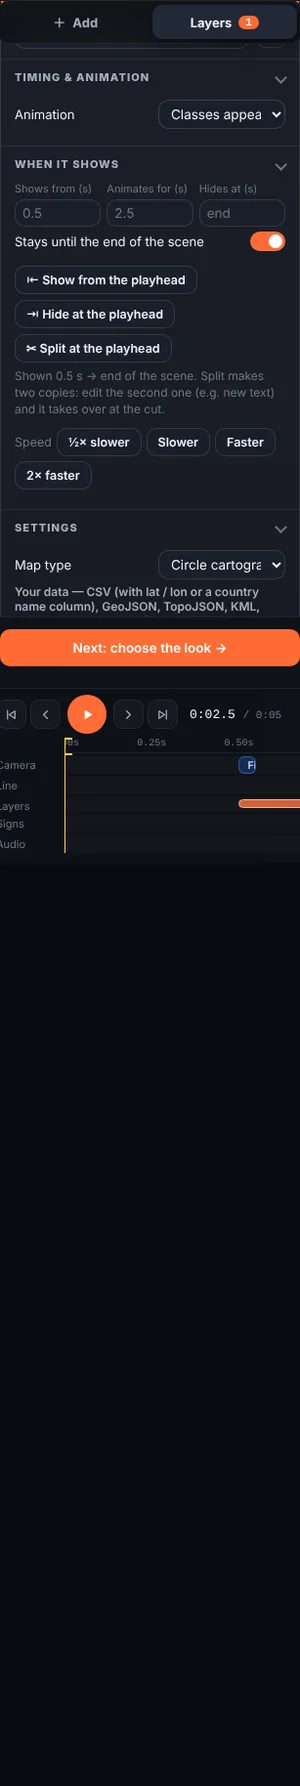 + Add
Layers 1
TIMING & ANIMATION
Animation Classes appea
WHEN IT SHOWS
Shows from (s) Animates for (s) Hides at (s)
0.5 2.5 end
Stays until the end of the scene
⇤ Show from the playhead
⇥ Hide at the playhead
✂ Split at the playhead
Shown 0.5 s → end of the scene. Split makes
two copies: edit the second one (e.g. new text)
and it takes over at the cut.
Speed ½× slower Slower Faster
2× faster
SETTINGS
Map type Circle cartogra
Your data — CSV (with lat / lon or a country
name column), GeoJSON, TopoJSON, KML,
Next: choose the look →
0:02.5 / 0:05
0.25s 0.50s
Camera Fi
Line
Layers
Signs
Audio